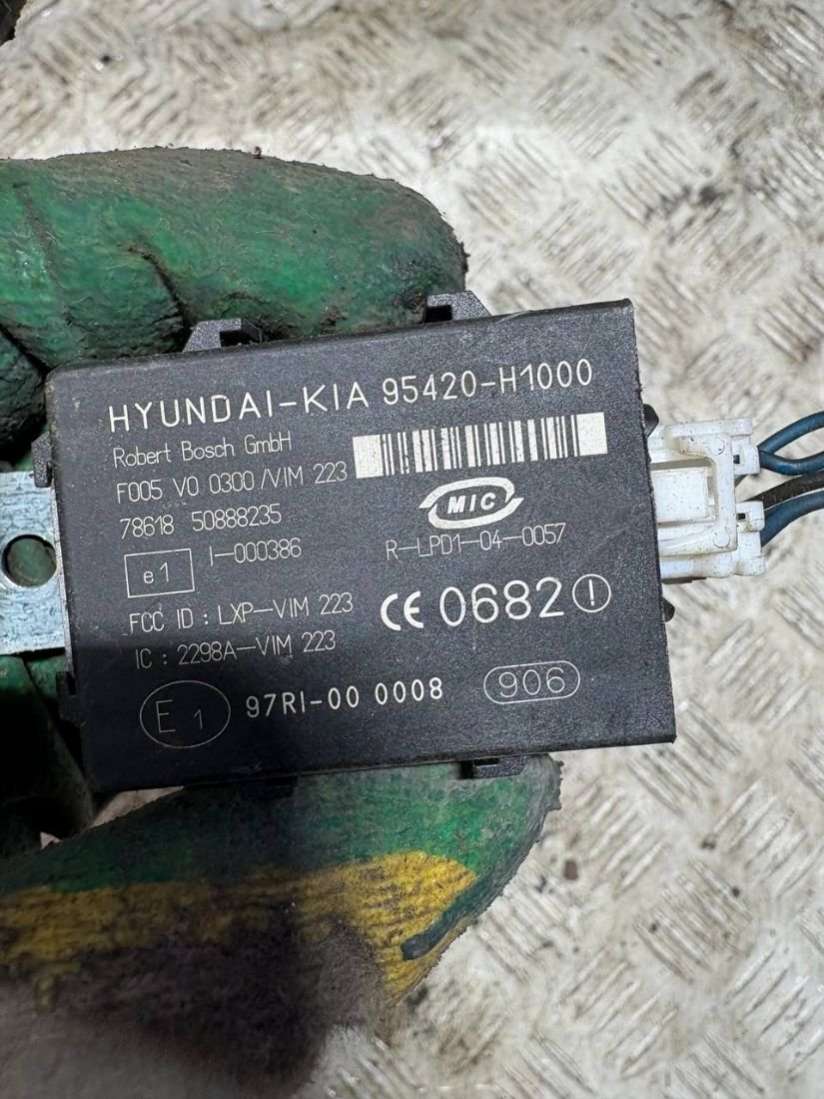 HYUNDAI-KIA 95420-H1000
Robert Bosch GmbH
F005 V0 0300/VIM 223
78618 50888235
MIC
e1 I-000386
R-LPD1-04-0057
FCC ID : LXP-VIM 223
CE 0682
IC : 2298A-VIM 223
E1 97RI-00 0008 906